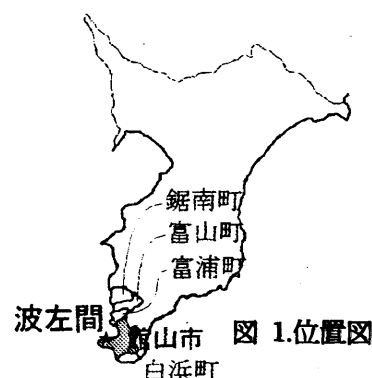 鋸南町
富山町
富浦町
波左間
館山市
図 1.位置図
白浜町